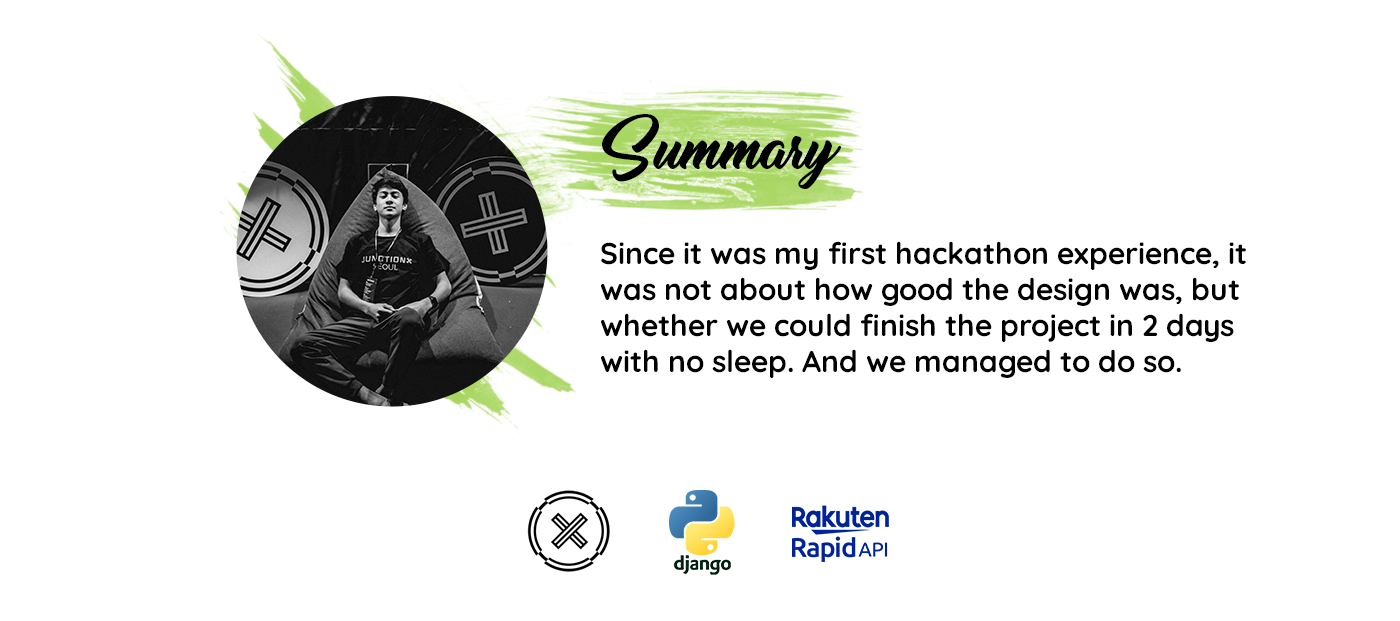 Summary
Since it was my first hackathon experience, it
was not about how good the design was, but
whether we could finish the project in 2 days
with no sleep. And we managed to do so.
JUNCTIONX
SEOUL
django
Rakuten
Rapid API